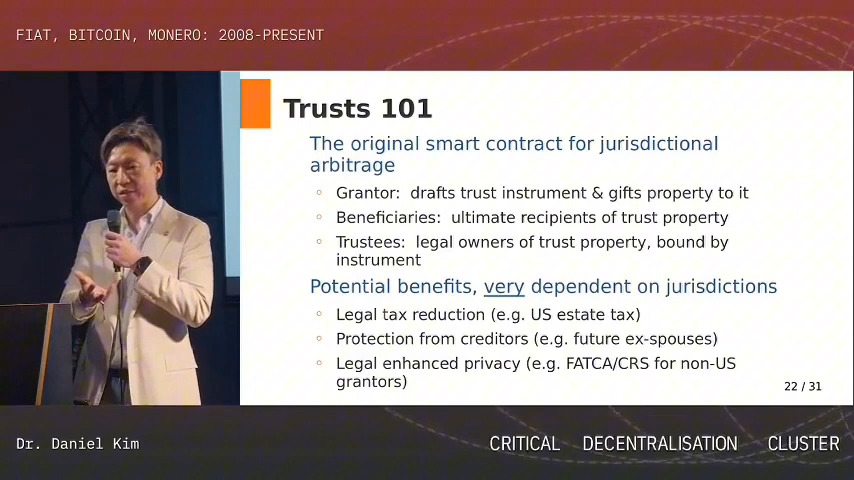 FIAT, BITCOIN, MONERO: 2008-PRESENT
Trusts 101
The original smart contract for jurisdictional
arbitrage
Grantor: drafts trust instrument & gifts property to it
Beneficiaries: ultimate recipients of trust property
Trustees: legal owners of trust property, bound by
instrument
Potential benefits, very dependent on jurisdictions
Legal tax reduction (e.g. US estate tax)
Protection from creditors (e.g. future ex-spouses)
Legal enhanced privacy (e.g. FATCA/CRS for non-US
grantors)
22 / 31
Dr. Daniel Kim
CRITICAL DECENTRALISATION CLUSTER